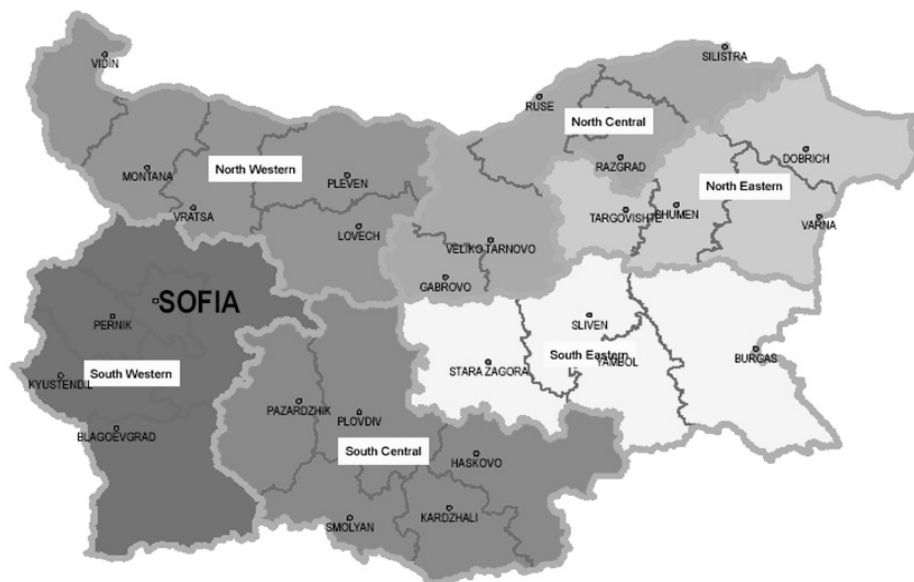 SILISTRA
VIDIN
RUSE
North Central
DOBRICH
RAZGRAD
MONTANA
North Western
PLEVEN
North Eastern
VRATSA
TARGOVISHTE
SHUMEN
VARNA
LOVECH
VELIKO TARNOVO
GABROVO
SOFIA
PERNIK
SLIVEN
South Eastern
YAMBOL
BURGAS
STARA ZAGORA
South Western
KYUSTENDIL
PAZARDZHIK
PLOVDIV
BLAGOEVGRAD
South Central
HASKOVO
SMOLYAN
KARDZHALI